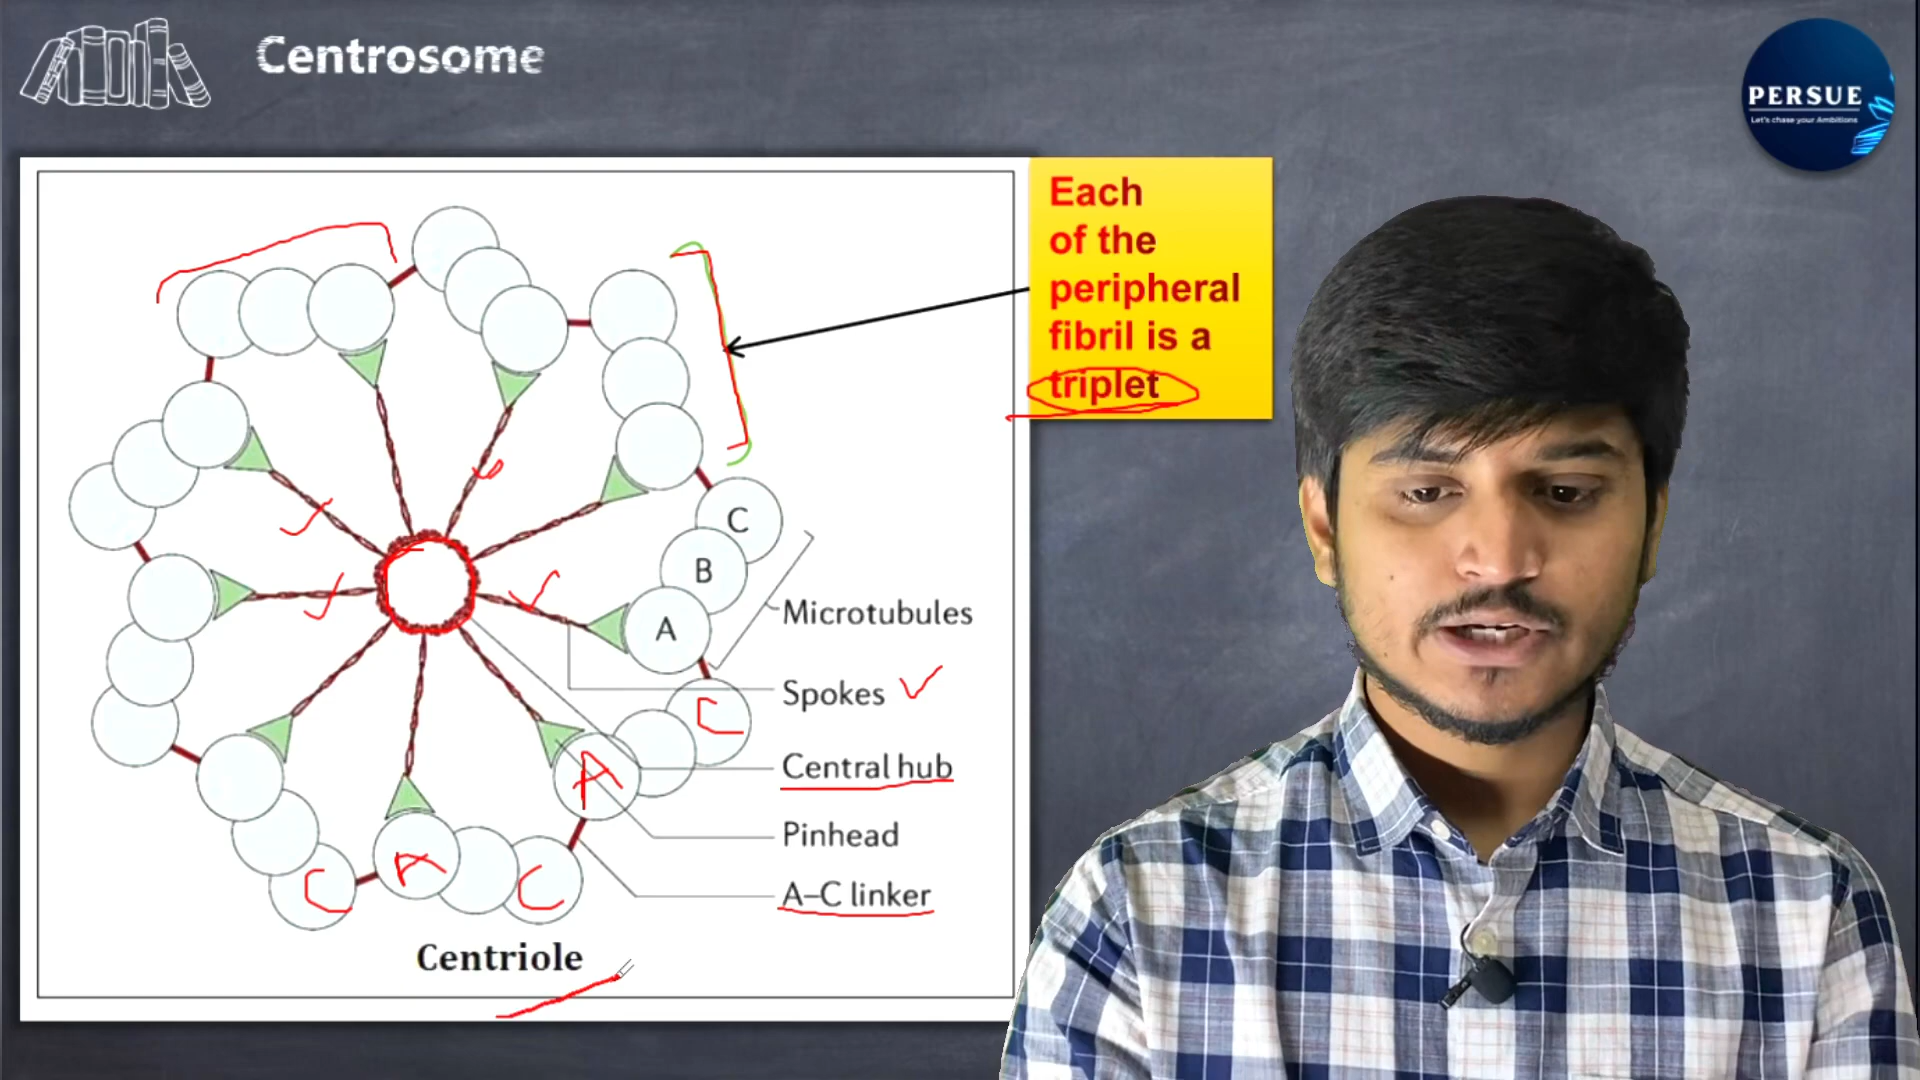 Centrosome
PERSUE
Let's chase your Ambitions
Each
of the
peripheral
fibril is a
triplet
C
B
A
Microtubules
Spokes
C
Central hub
A
Pinhead
A
C
C
A–C linker
Centriole